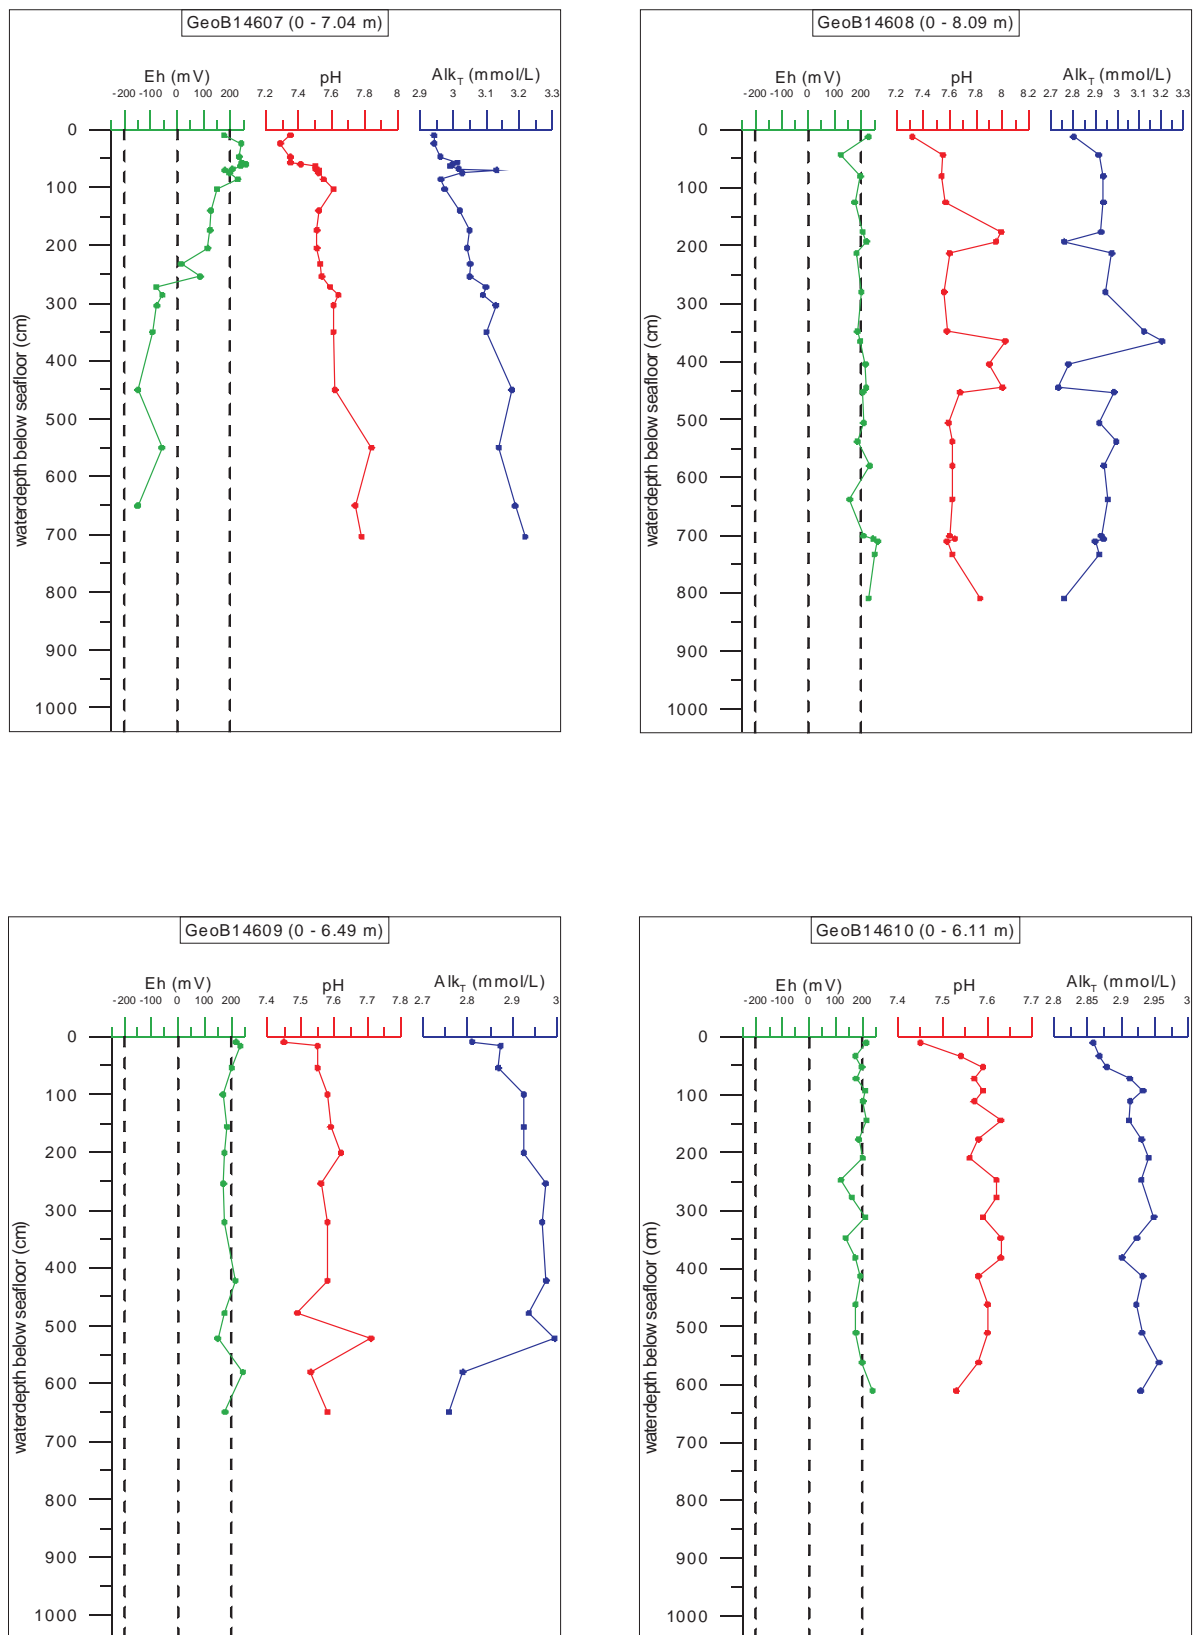 GeoB14607 (0 - 7.04 m)
Eh (mV) pH AlkT (mmol/L)
-200 -100 0 100 200 7.2 7.4 7.6 7.8 8 2.9 3 3.1 3.2 3.3
0
100
200
300
400
500
600
700
800
900
1000
waterdepth below seafloor (cm)
GeoB14608 (0 - 8.09 m)
Eh (mV) pH AlkT (mmol/L)
-200 -100 0 100 200 7.2 7.4 7.6 7.8 8 8.2 2.7 2.8 2.9 3 3.1 3.2 3.3
0
100
200
300
400
500
600
700
800
900
1000
waterdepth below seafloor (cm)
GeoB14609 (0 - 6.49 m)
Eh (mV) pH AlkT (mmol/L)
-200 -100 0 100 200 7.4 7.5 7.6 7.7 7.8 2.7 2.8 2.9 3
0
100
200
300
400
500
600
700
800
900
1000
waterdepth below seafloor (cm)
GeoB14610 (0 - 6.11 m)
Eh (mV) pH AlkT (mmol/L)
-200 -100 0 100 200 7.4 7.5 7.6 7.7 2.8 2.85 2.9 2.95 3
0
100
200
300
400
500
600
700
800
900
1000
waterdepth below seafloor (cm)